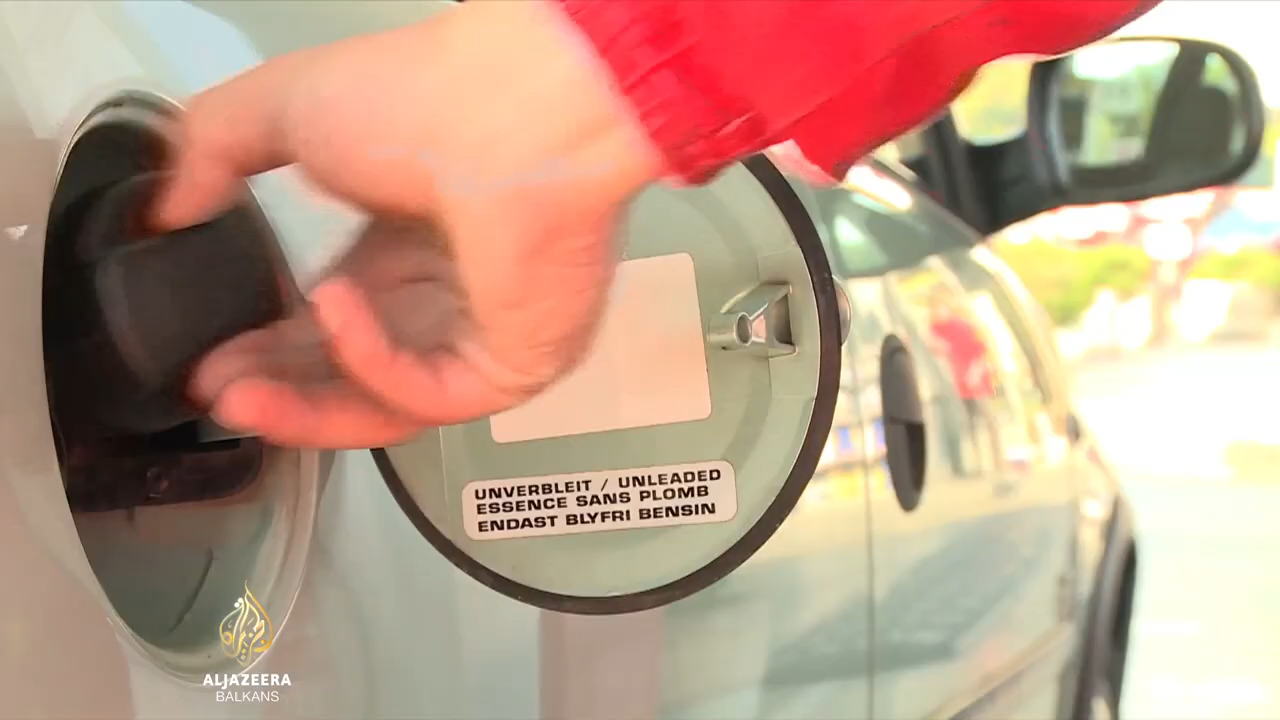 UNVERBLEIT / UNLEADED
ESSENCE SANS PLOMB
ENDAST BLYFRI BENSIN
ALJAZEERA
BALKANS